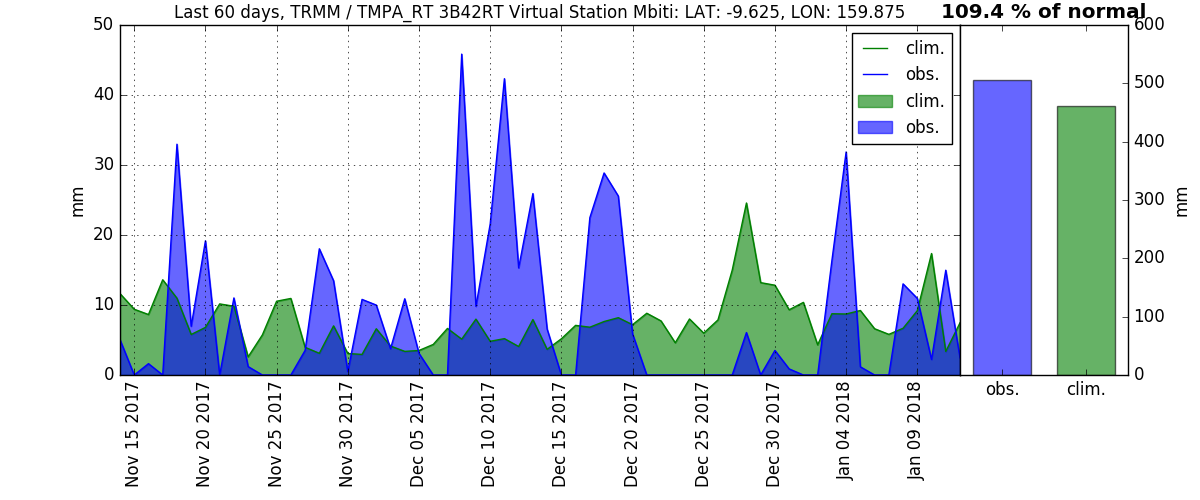 Last 60 days, TRMM / TMPA_RT 3B42RT Virtual Station Mbiti: LAT: -9.625, LON: 159.875
109.4 % of normal
50
40
30
20
10
0
mm
clim.
obs.
clim.
obs.
600
500
400
300
200
100
0
mm
Nov 15 2017
Nov 20 2017
Nov 25 2017
Nov 30 2017
Dec 05 2017
Dec 10 2017
Dec 15 2017
Dec 20 2017
Dec 25 2017
Dec 30 2017
Jan 04 2018
Jan 09 2018
obs.
clim.